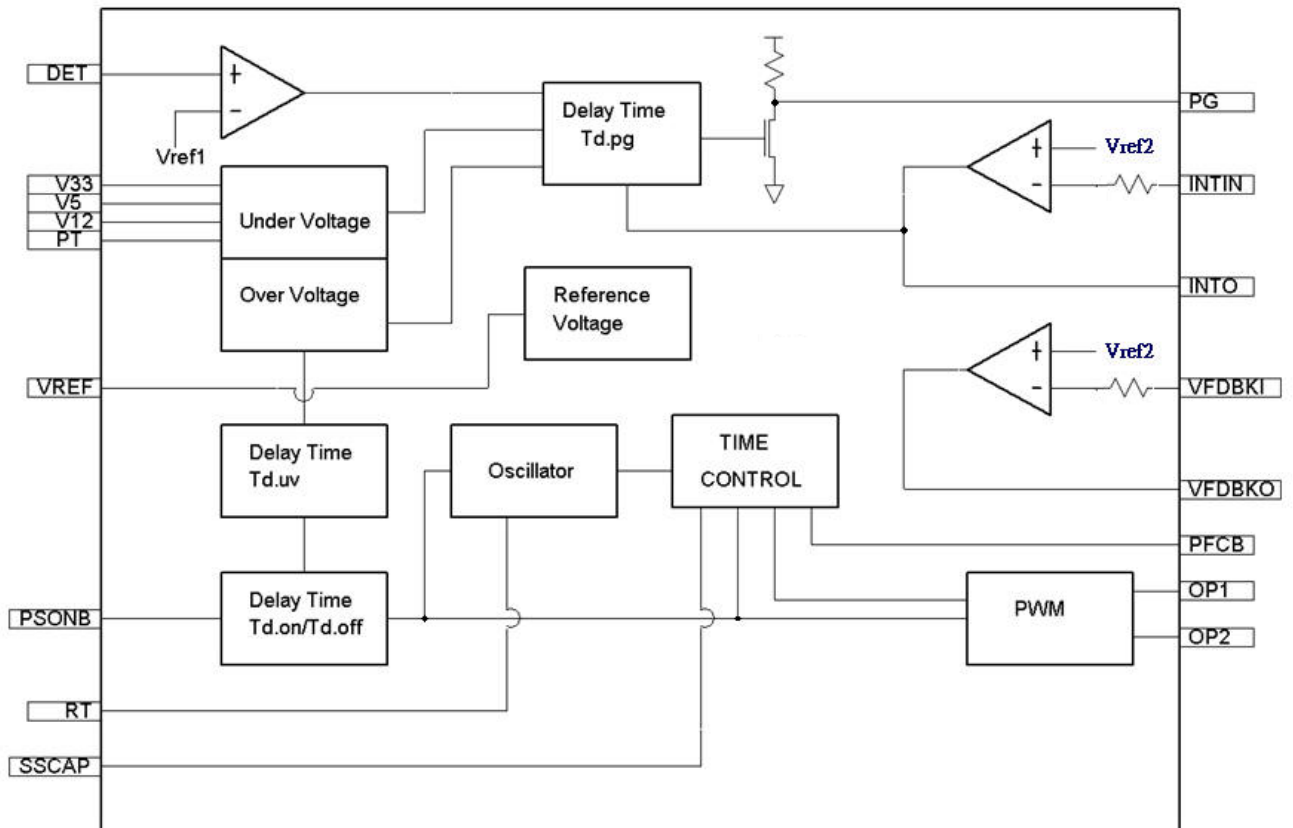 DET
+
−
Vref1
Delay Time
Td.pg
PG
+
Vref2
−
INTIN
V33
V5
V12
PT
Under Voltage
Over Voltage
Reference
Voltage
INTO
+
Vref2
−
VFDBKI
VREF
Delay Time
Td.uv
Oscillator
TIME
CONTROL
VFDBKO
PFCB
PSONB
Delay Time
Td.on/Td.off
PWM
OP1
OP2
RT
SSCAP